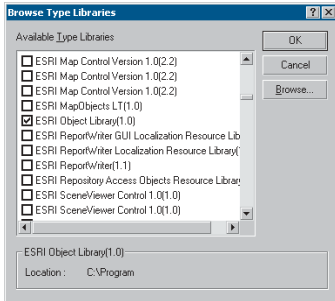 Browse Type Libraries
Available Type Libraries
OK
Cancel
Browse...
ESRI Map Control Version 1.0(2.2)
ESRI Map Control Version 1.0(2.2)
ESRI Map Control Version 1.0(2.2)
ESRI MapObjects LT(1.0)
ESRI Object Library(1.0)
ESRI ReportWriter GUI Localization Resource Lib
ESRI ReportWriter Localization Resource Library(
ESRI ReportWriter(1.1)
ESRI Repository Access Objects Resource Library
ESRI SceneViewer Control 1.0(1.0)
ESRI SceneViewer Control 1.0(1.0)
ESRI Object Library(1.0)
Location : C:\Program